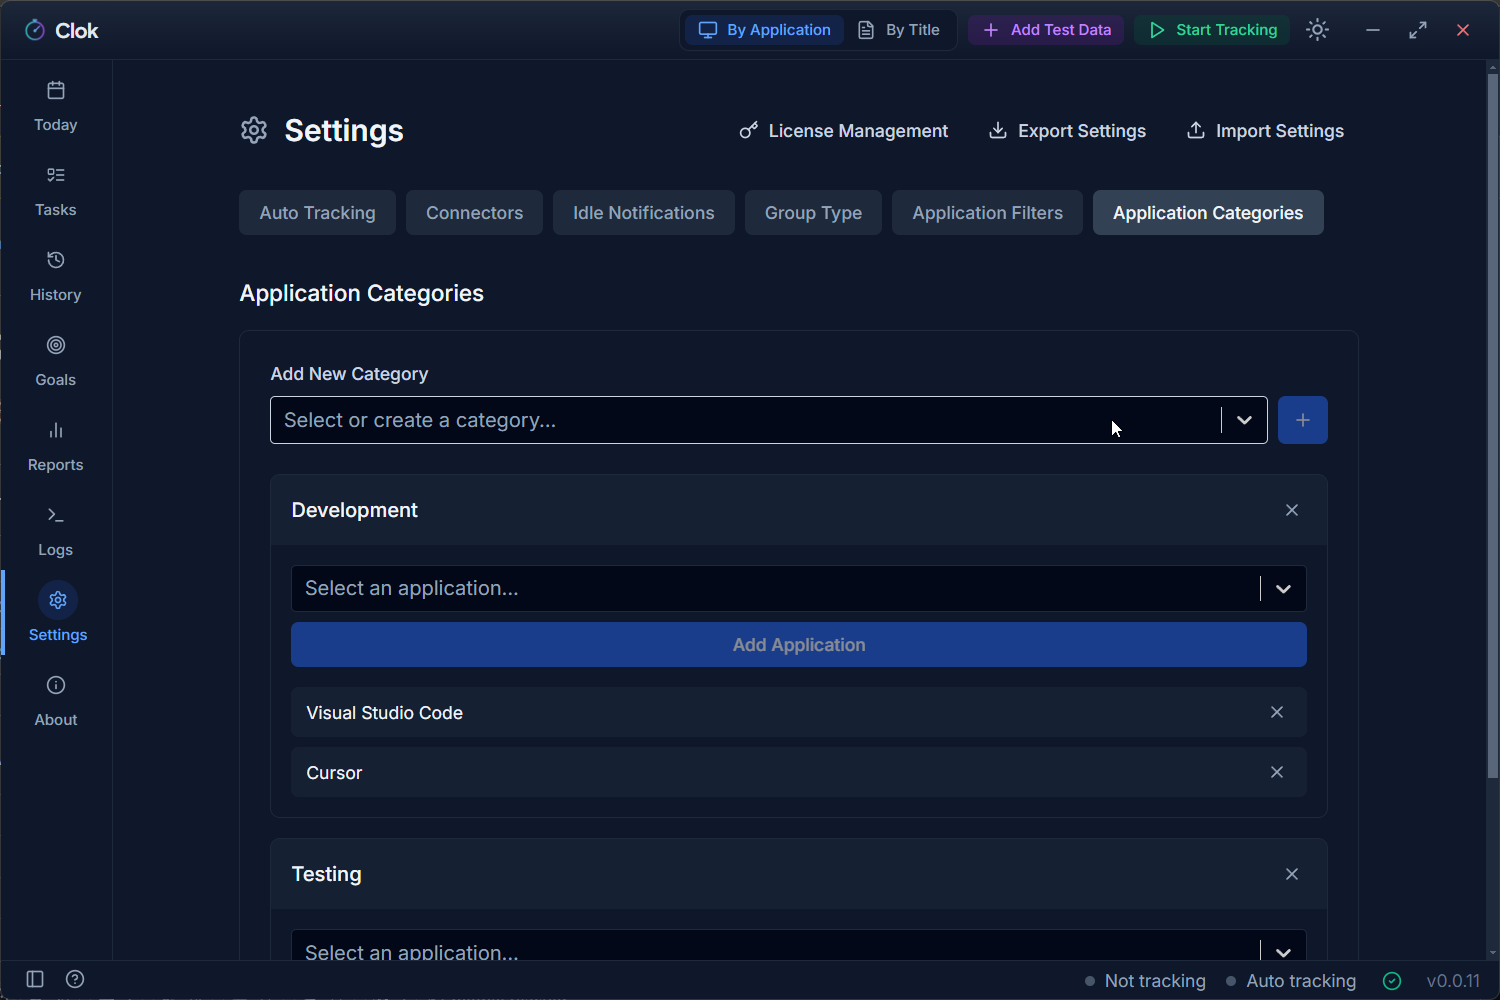 Clok
By Application
By Title
Add Test Data
Start Tracking
Today
Tasks
History
Goals
Reports
Logs
Settings
About
Settings
License Management
Export Settings
Import Settings
Auto Tracking
Connectors
Idle Notifications
Group Type
Application Filters
Application Categories
Application Categories
Add New Category
Select or create a category...
Development
Select an application...
Add Application
Visual Studio Code
Cursor
Testing
Select an application...
Not tracking
Auto tracking
v0.0.11